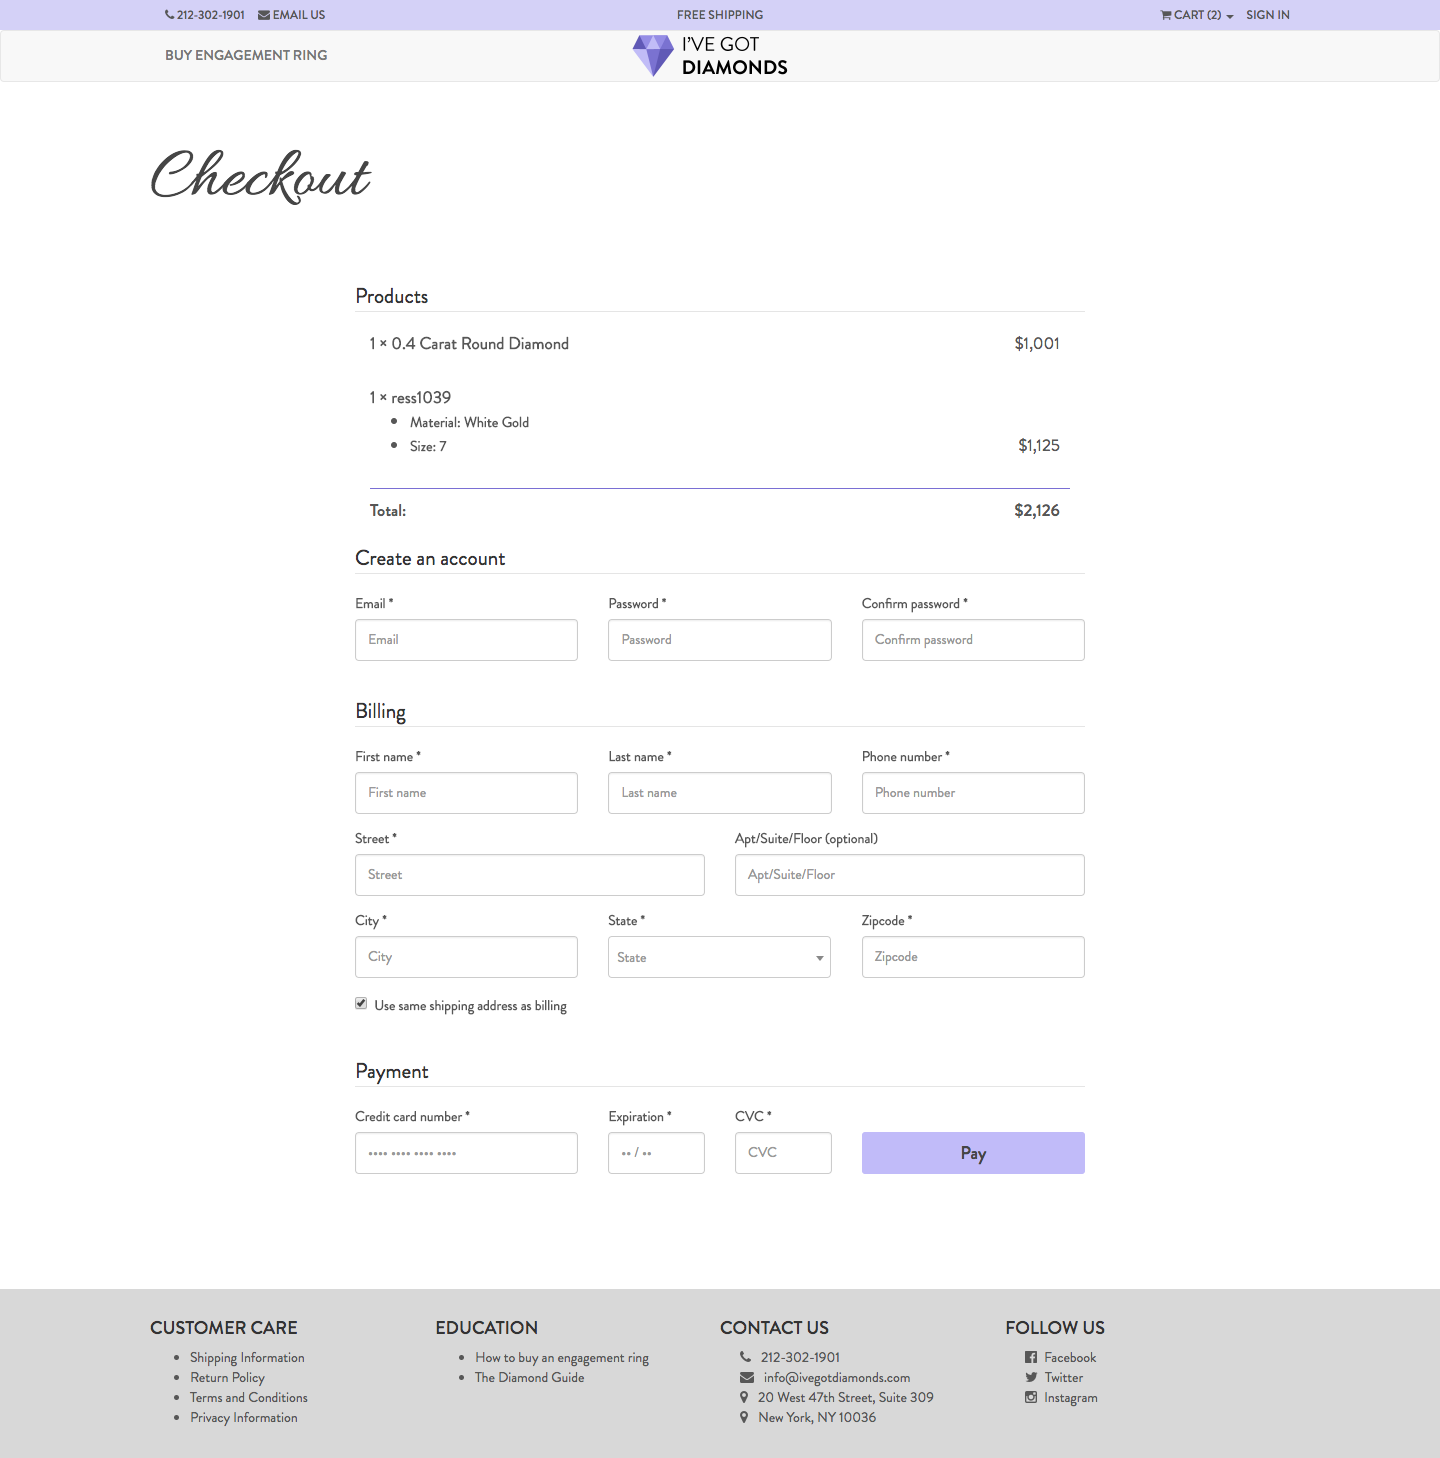 212-302-1901 EMAIL US FREE SHIPPING CART (2) SIGN IN
BUY ENGAGEMENT RING
I'VE GOT
DIAMONDS
Checkout
Products
1 × 0.4 Carat Round Diamond $1,001
1 × ress1039
• Material: White Gold
• Size: 7 $1,125
Total: $2,126
Create an account
Email * Password * Confirm password *
Email Password Confirm password
Billing
First name * Last name * Phone number *
First name Last name Phone number
Street * Apt/Suite/Floor (optional)
Street Apt/Suite/Floor
City * State * Zipcode *
City State Zipcode
Use same shipping address as billing
Payment
Credit card number * Expiration * CVC *
•••• •••• •••• •••• •• / •• CVC Pay
CUSTOMER CARE EDUCATION CONTACT US FOLLOW US
• Shipping Information • How to buy an engagement ring 212-302-1901 Facebook
• Return Policy • The Diamond Guide info@ivegotdiamonds.com Twitter
• Terms and Conditions 20 West 47th Street, Suite 309 Instagram
• Privacy Information New York, NY 10036